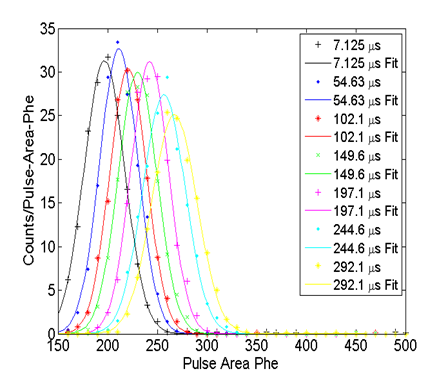 35
30
25
20
15
10
5
0
Counts/Pulse-Area-Phe
7.125 μs
7.125 μs Fit
54.63 μs
54.63 μs Fit
102.1 μs
102.1 μs Fit
149.6 μs
149.6 μs Fit
197.1 μs
197.1 μs Fit
244.6 μs
244.6 μs Fit
292.1 μs
292.1 μs Fit
150 200 250 300 350 400 450 500
Pulse Area Phe